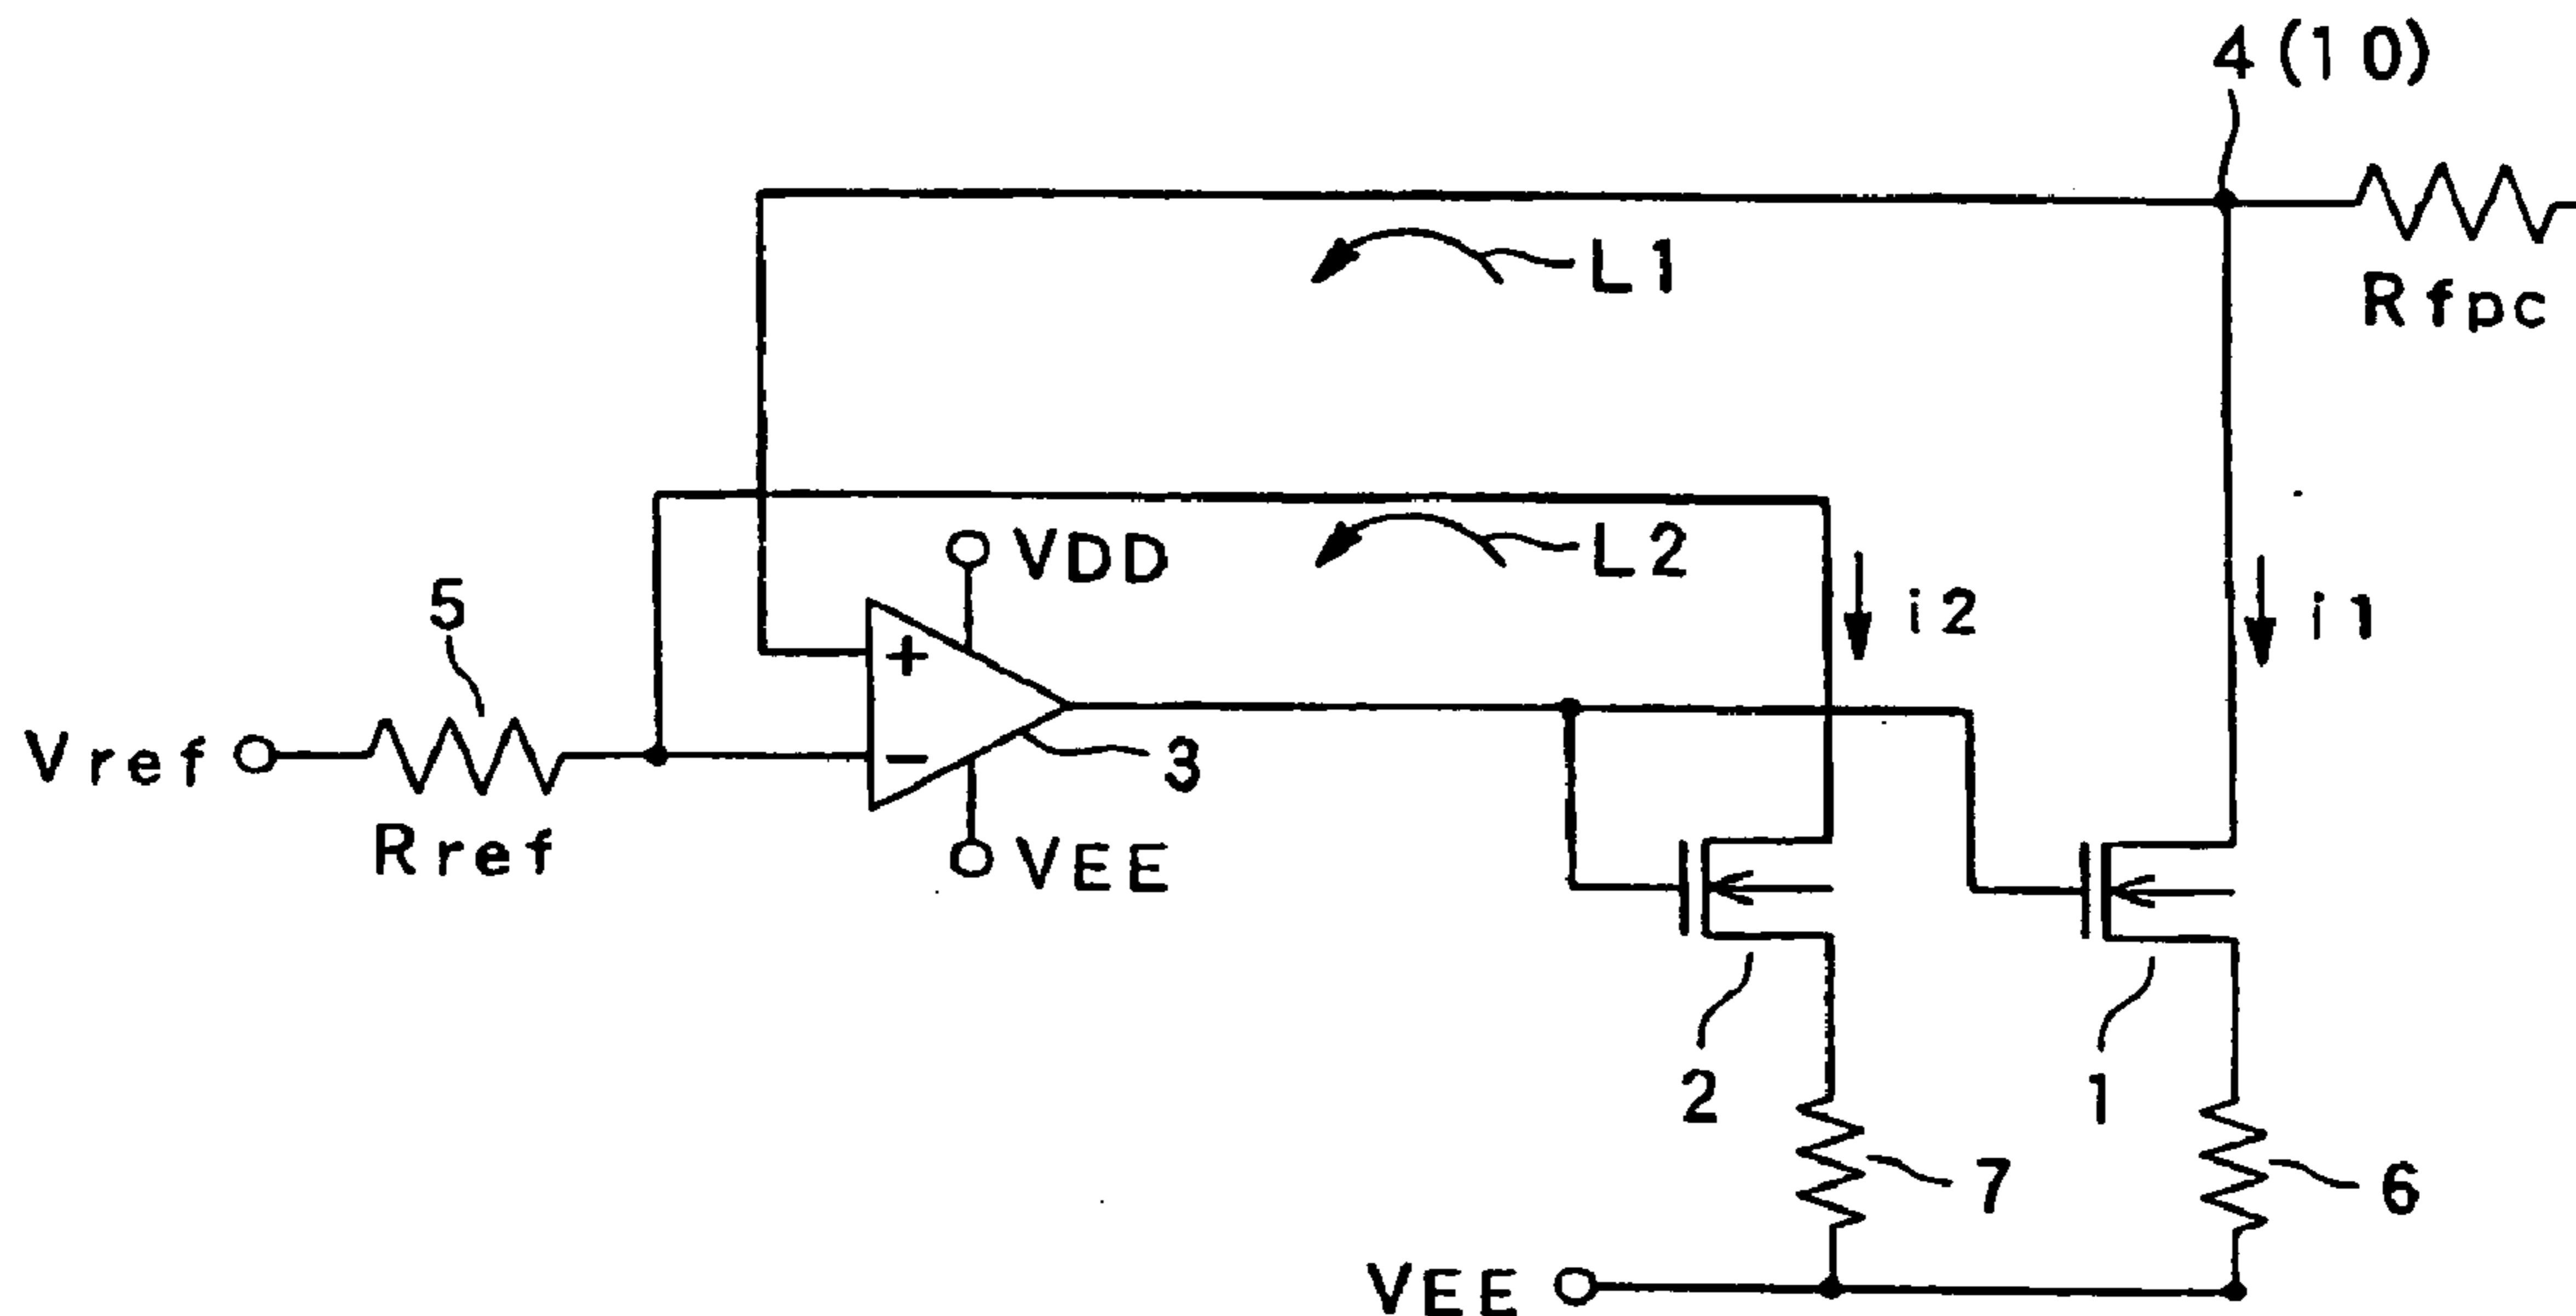 4 (10)
L1
Rfpc
L2
VDD
5
i2
i1
+
Vref
−
3
Rref
VEE
2
1
7
6
VEE